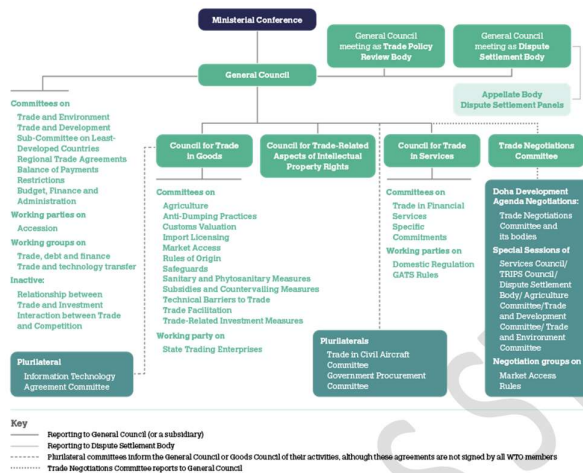 Ministerial Conference
General Council
meeting as Trade Policy
Review Body
General Council
meeting as Dispute
Settlement Body
General Council
Appellate Body
Dispute Settlement Panels
Committees on
Trade and Environment
Trade and Development
Sub-Committee on Least-
Developed Countries
Regional Trade Agreements
Balance of Payments
Restrictions
Budget, Finance and
Administration
Working parties on
Accession
Working groups on
Trade, debt and finance
Trade and technology transfer
Inactive:
Relationship between
Trade and Investment
Interaction between Trade
and Competition
Plurilateral
Information Technology
Agreement Committee
Council for Trade
in Goods
Committees on
Agriculture
Anti-Dumping Practices
Customs Valuation
Import Licensing
Market Access
Rules of Origin
Safeguards
Sanitary and Phytosanitary Measures
Subsidies and Countervailing Measures
Technical Barriers to Trade
Trade Facilitation
Trade-Related Investment Measures
Working party on
State Trading Enterprises
Council for Trade-Related
Aspects of Intellectual
Property Rights
Council for Trade
in Services
Committees on
Trade in Financial
Services
Specific
Commitments
Working parties on
Domestic Regulation
GATS Rules
Plurilaterals
Trade in Civil Aircraft
Committee
Government Procurement
Committee
Trade Negotiations
Committee
Doha Development
Agenda Negotiations:
Trade Negotiations
Committee and
its bodies
Special Sessions of
Services Council/
TRIPS Council/
Dispute Settlement
Body/ Agriculture
Committee/Trade
and Development
Committee/ Trade
and Environment
Committee
Negotiation groups on
Market Access
Rules
Key
Reporting to General Council (or a subsidiary)
Reporting to Dispute Settlement Body
Plurilateral committees inform the General Council or Goods Council of their activities, although these agreements are not signed by all WTO members
Trade Negotiations Committee reports to General Council